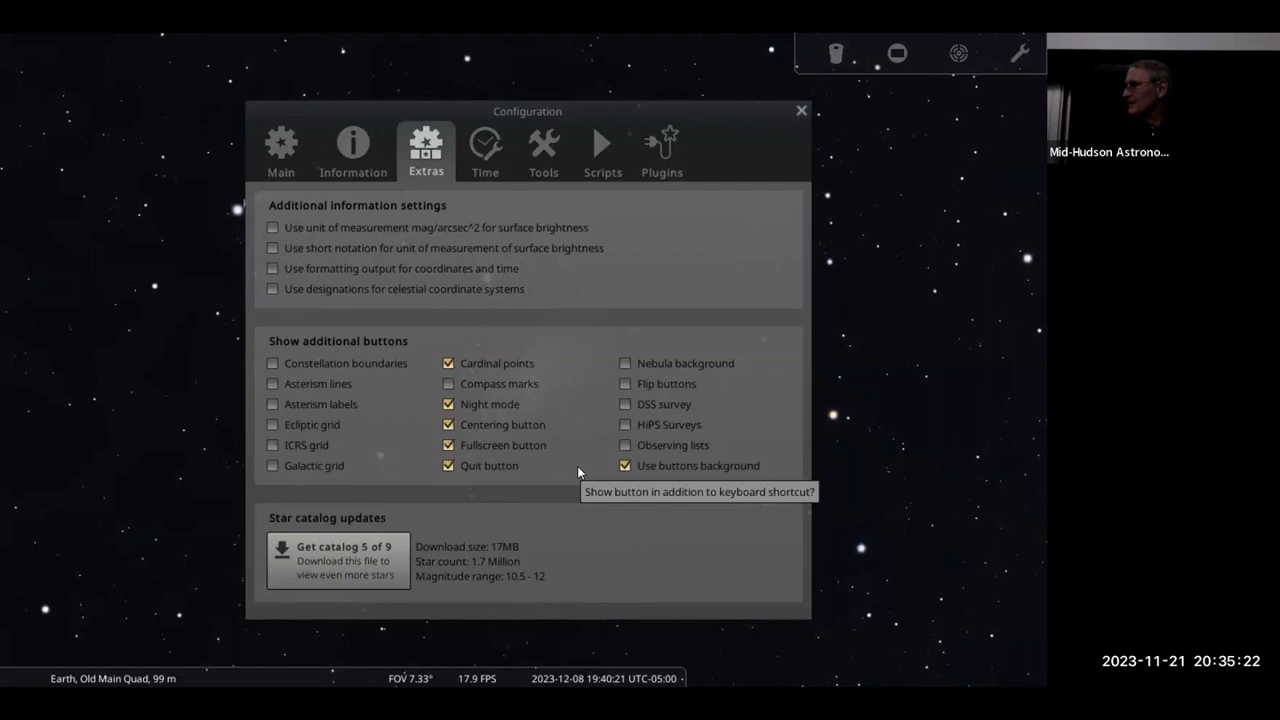 Configuration
Main Information Extras Time Tools Scripts Plugins
Additional information settings
Use unit of measurement mag/arcsec^2 for surface brightness
Use short notation for unit of measurement of surface brightness
Use formatting output for coordinates and time
Use designations for celestial coordinate systems
Show additional buttons
Constellation boundaries Cardinal points Nebula background
Asterism lines Compass marks Flip buttons
Asterism labels Night mode DSS survey
Ecliptic grid Centering button HiPS Surveys
ICRS grid Fullscreen button Observing lists
Galactic grid Quit button Use buttons background
Show button in addition to keyboard shortcut?
Star catalog updates
Get catalog 5 of 9
Download this file to
view even more stars
Download size: 17MB
Star count: 1.7 Million
Magnitude range: 10.5 - 12
Earth, Old Main Quad, 99 m FOV 7.33° 17.9 FPS 2023-12-08 19:40:21 UTC-05:00
Mid-Hudson Astrono...
2023-11-21 20:35:22